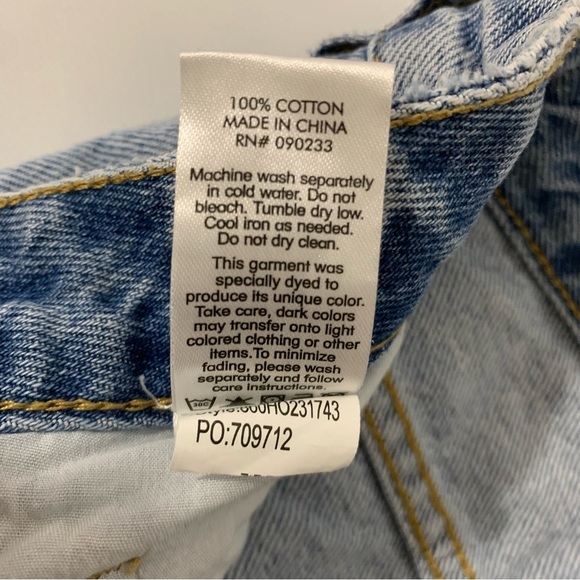 100% COTTON
MADE IN CHINA
RN# 090233
Machine wash separately
in cold water. Do not
bleach. Tumble dry low.
Cool iron as needed.
Do not dry clean.
This garment was
specially dyed to
produce its unique color.
Take care, dark colors
may transfer onto light
colored clothing or other
items.To minimize
fading, please wash
separately and follow
care instructions.
30C
Style:600HO231743
PO:709712